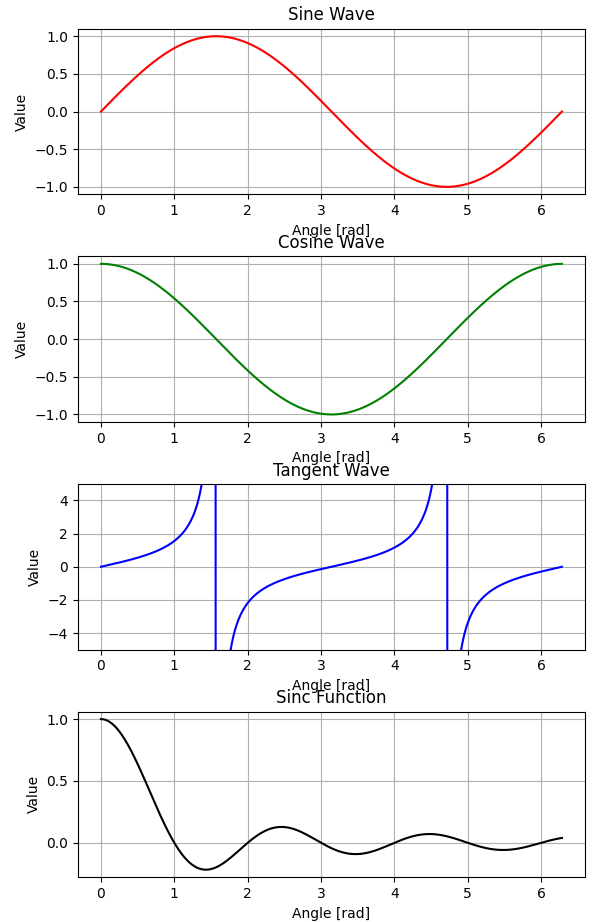 Sine Wave
1.0
0.5
0.0
−0.5
−1.0
Value
0 1 2 3 4 5 6
Angle [rad]
Cosine Wave
1.0
0.5
0.0
−0.5
−1.0
Value
0 1 2 3 4 5 6
Angle [rad]
Tangent Wave
4
2
0
−2
−4
Value
0 1 2 3 4 5 6
Angle [rad]
Sinc Function
1.0
0.5
0.0
Value
0 1 2 3 4 5 6
Angle [rad]